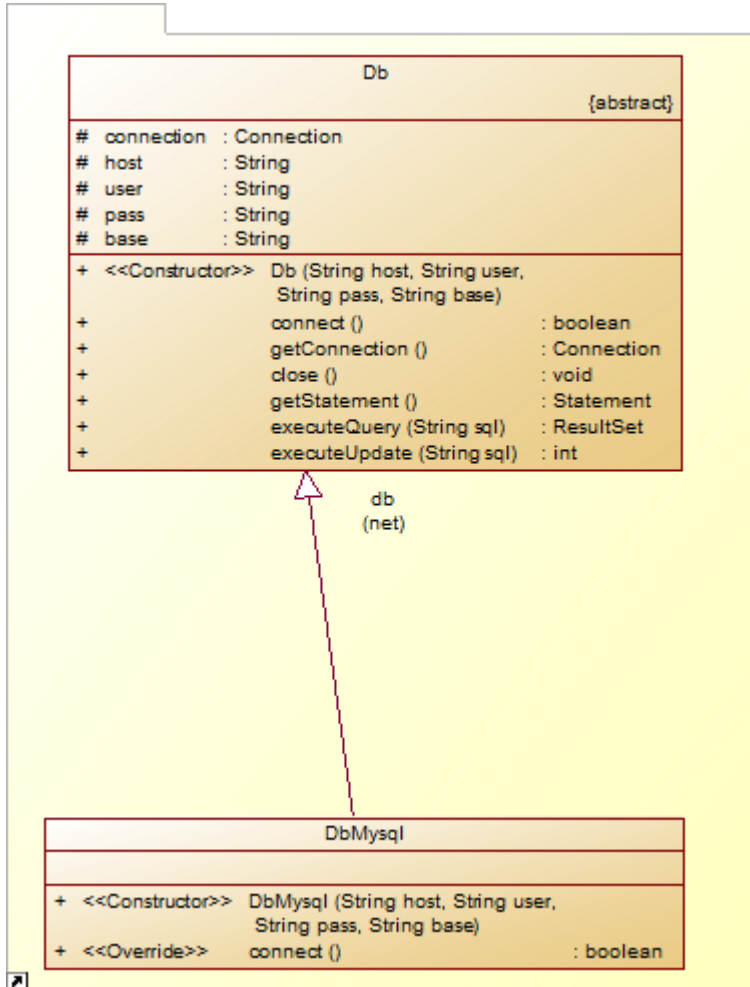 Db
{abstract}
# connection : Connection
# host : String
# user : String
# pass : String
# base : String
+ <<Constructor>> Db (String host, String user,
String pass, String base)
+ connect () : boolean
+ getConnection () : Connection
+ close () : void
+ getStatement () : Statement
+ executeQuery (String sql) : ResultSet
+ executeUpdate (String sql) : int
db
(net)
DbMysql
+ <<Constructor>> DbMysql (String host, String user,
String pass, String base)
+ <<Override>> connect () : boolean